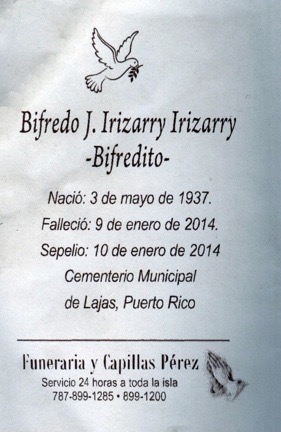 Bifredo J. Irizarry Irizarry
-Bifredito-
Nació: 3 de mayo de 1937.
Falleció: 9 de enero de 2014.
Sepelio: 10 de enero de 2014
Cementerio Municipal
de Lajas, Puerto Rico
Funeraria y Capillas Pérez
Servicio 24 horas a toda la isla
787-899-1285 • 899-1200